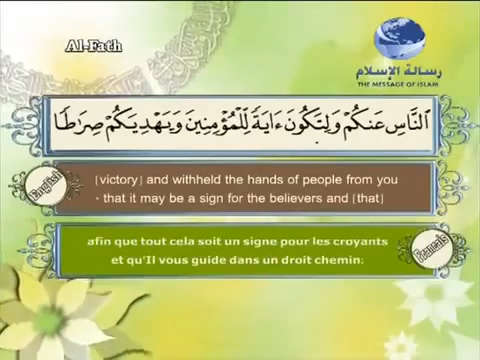 Al-Fath
رسالة الإسلام
THE MESSAGE OF ISLAM
ٱلنَّاسِ عَنكُمْ وَلِتَكُونَ ءَايَةً لِّلْمُؤْمِنِينَ وَيَهْدِيَكُمْ صِرَٰطًا
English
[victory] and withheld the hands of people from you
- that it may be a sign for the believers and [that]
afin que tout cela soit un signe pour les croyants
et qu'Il vous guide dans un droit chemin;
Francais